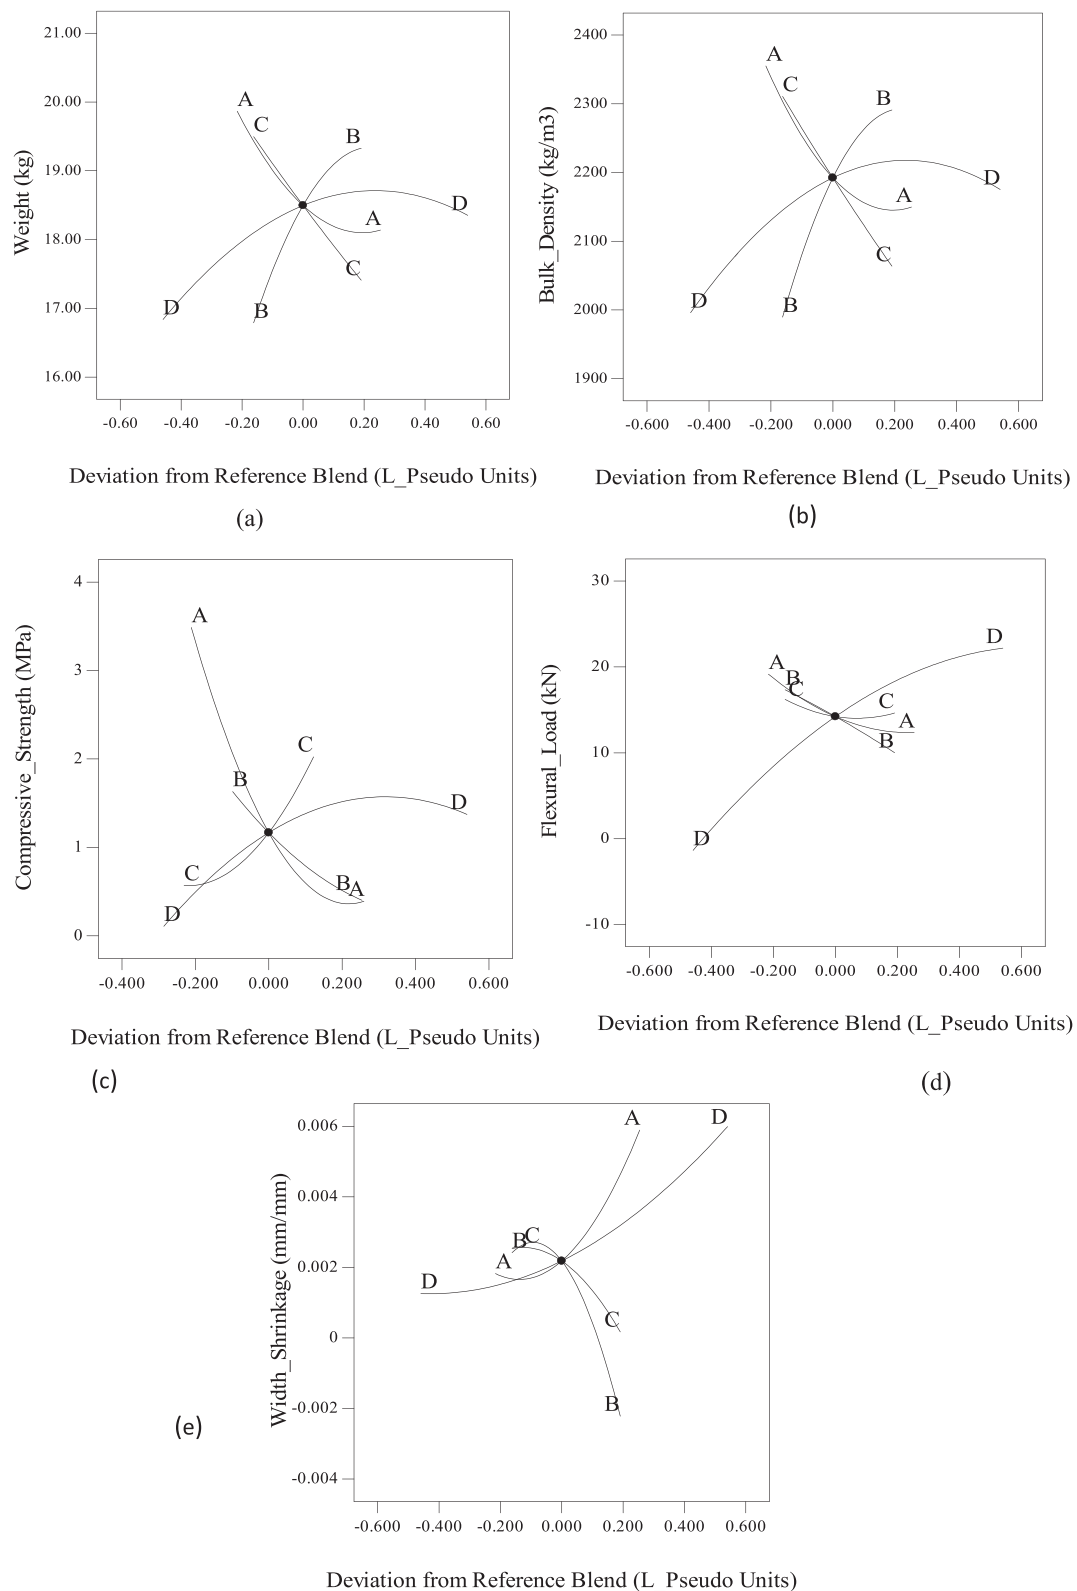 21.00
20.00
19.00
18.00
17.00
16.00
Weight (kg)
A
C
B
D
A
C
D
B
-0.60 -0.40 -0.20 0.00 0.20 0.40 0.60
Deviation from Reference Blend (L_Pseudo Units)
(a)
2400
2300
2200
2100
2000
1900
Bulk_Density (kg/m3)
A
C
B
D
A
C
D
B
-0.600 -0.400 -0.200 0.000 0.200 0.400 0.600
Deviation from Reference Blend (L_Pseudo Units)
(b)
4
3
2
1
0
Compressive_Strength (MPa)
A
C
B
D
C
B
A
D
-0.400 -0.200 0.000 0.200 0.400 0.600
Deviation from Reference Blend (L_Pseudo Units)
(c)
30
20
10
0
-10
Flexural_Load (kN)
D
A
B
C
C
A
B
D
-0.600 -0.400 -0.200 0.000 0.200 0.400 0.600
Deviation from Reference Blend (L_Pseudo Units)
(d)
0.006
0.004
0.002
0
-0.002
-0.004
Width_Shrinkage (mm/mm)
A
D
B
C
A
D
C
B
-0.600 -0.400 -0.200 0.000 0.200 0.400 0.600
Deviation from Reference Blend (L_Pseudo Units)
(e)